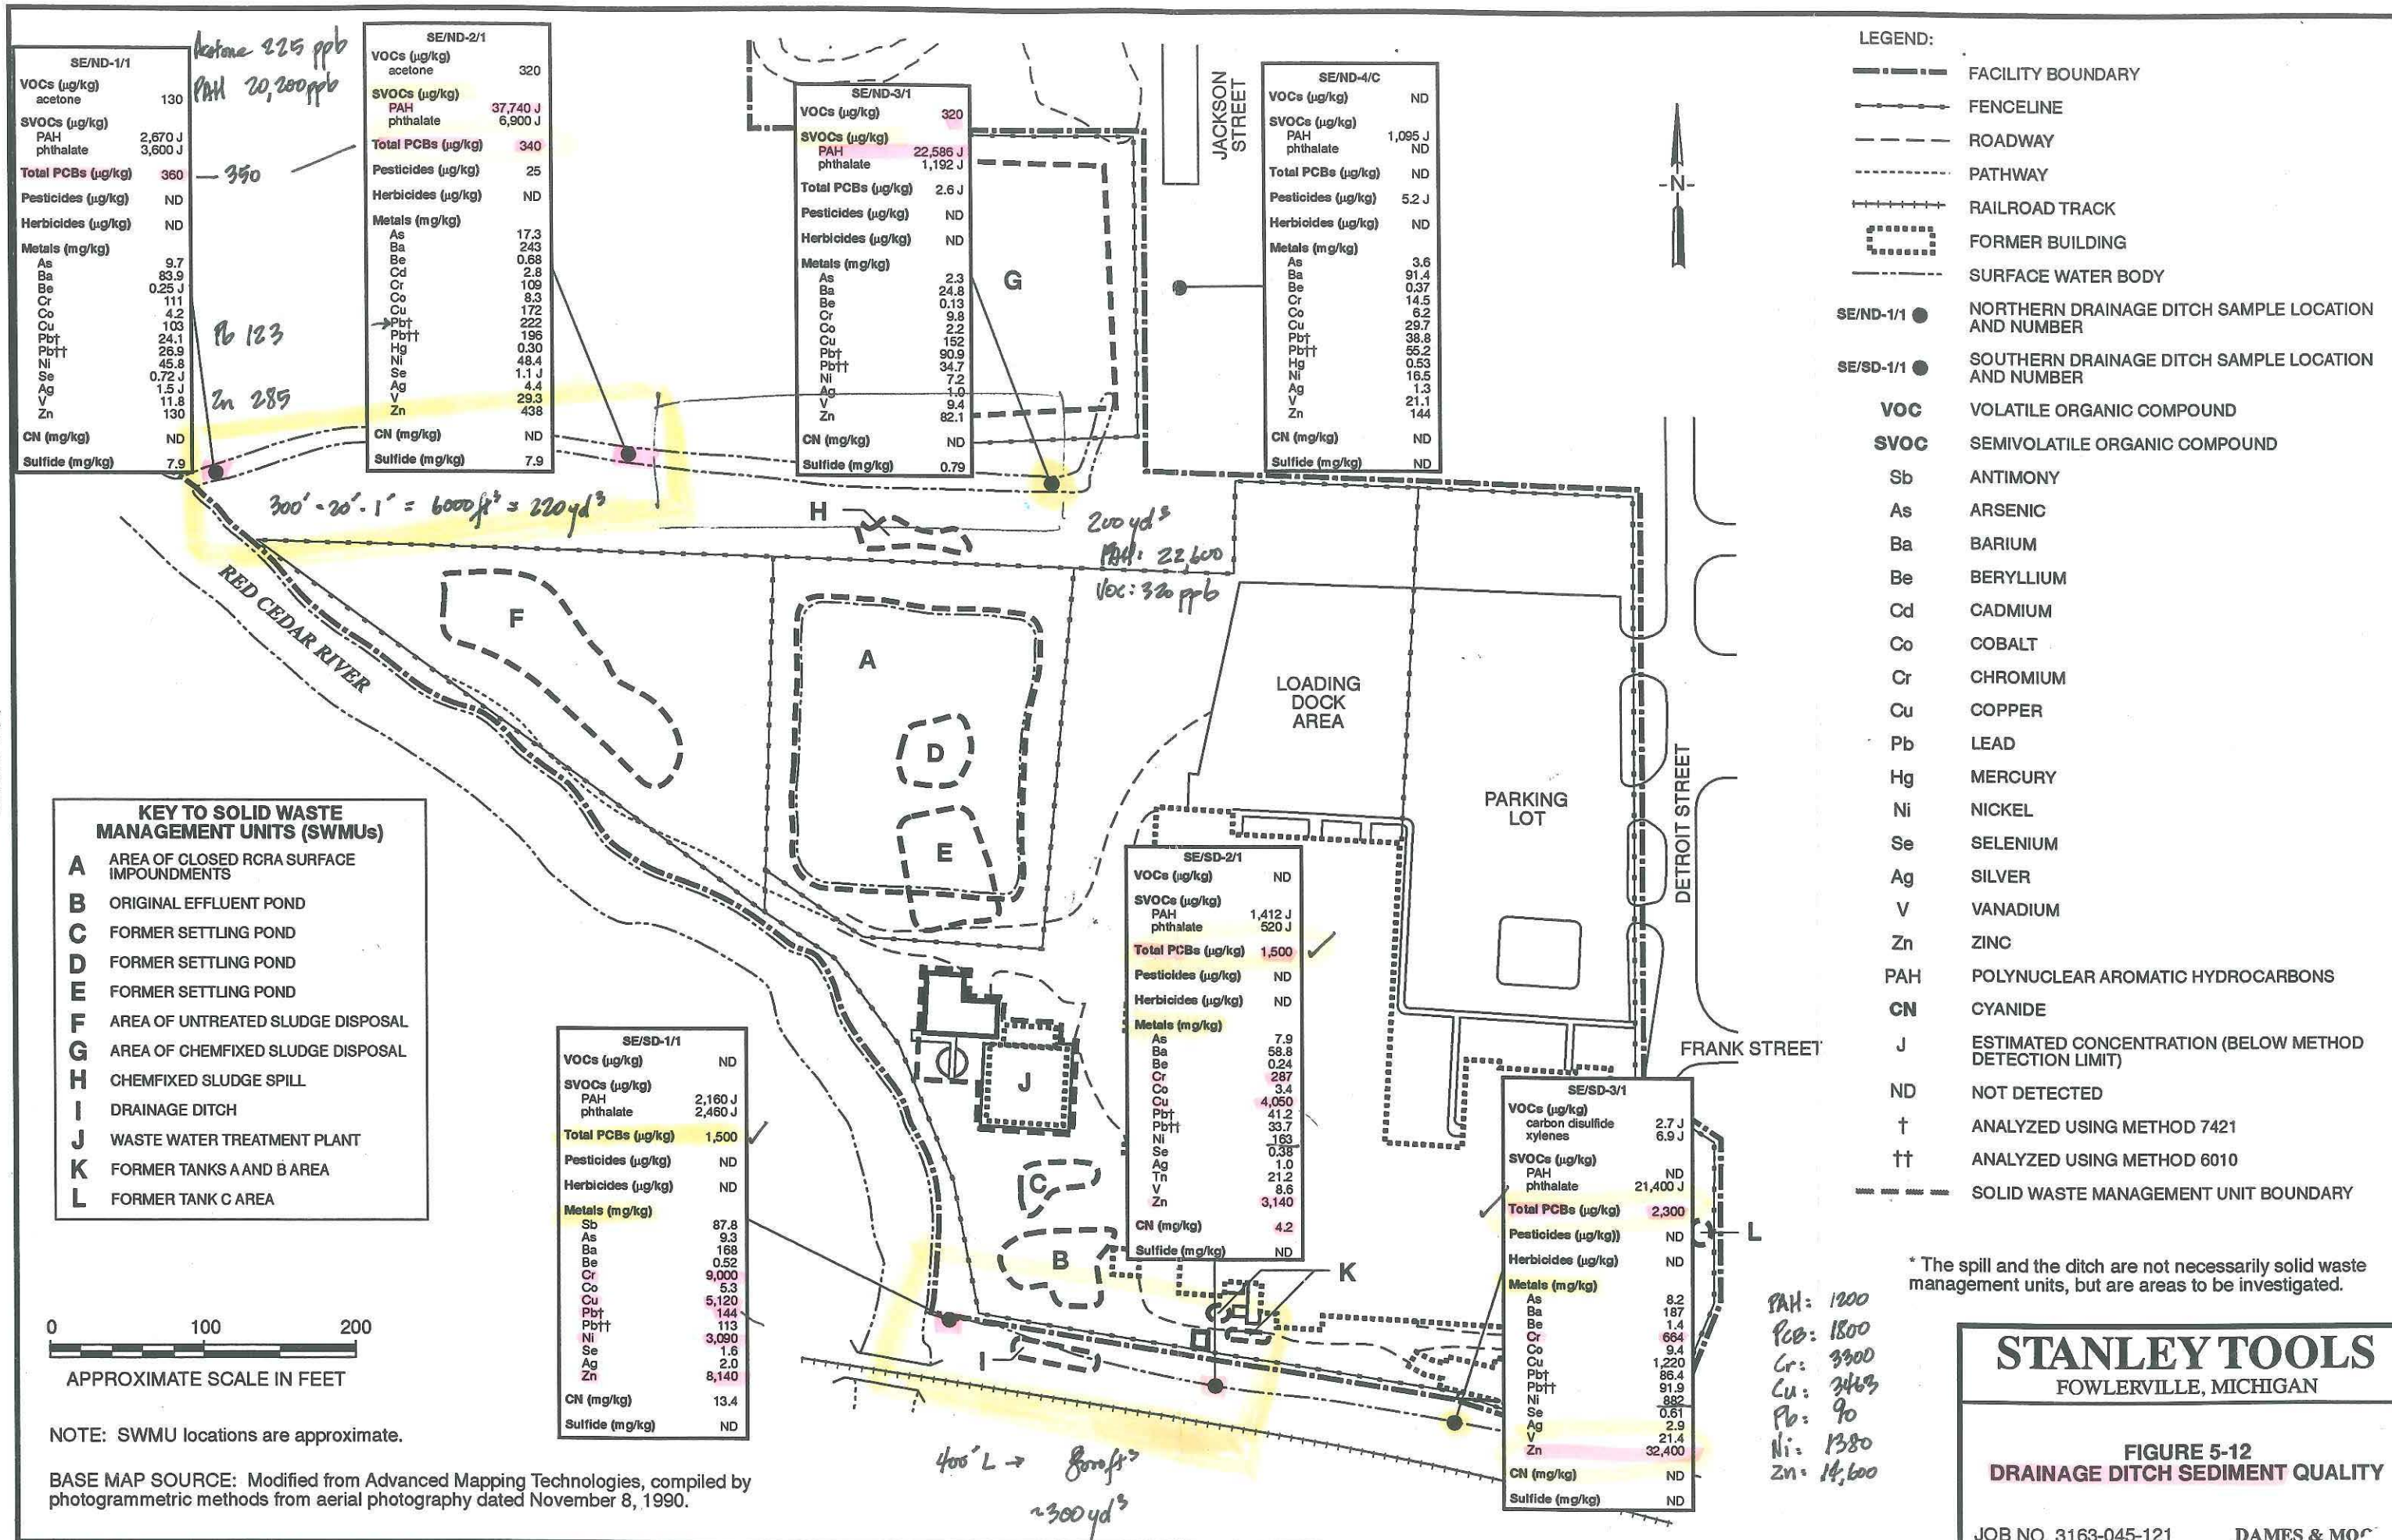 SE/ND-1/1
VOCs (µg/kg)
acetone 130
SVOCs (µg/kg)
PAH 2,670 J
phthalate 3,600 J
Total PCBs (µg/kg) 360
Pesticides (µg/kg) ND
Herbicides (µg/kg) ND
Metals (mg/kg)
As 9.7
Ba 83.9
Be 0.25 J
Cr 111
Co 4.2
Cu 103
Pb† 24.1
Pb†† 26.9
Ni 45.8
Se 0.72 J
Ag 1.5 J
V 11.8
Zn 130
CN (mg/kg) ND
Sulfide (mg/kg) 7.9
Acetone 225 ppb
PAH 20,200ppb
350
Pb 123
Zn 285
SE/ND-2/1
VOCs (µg/kg)
acetone 320
SVOCs (µg/kg)
PAH 37,740 J
phthalate 6,900 J
Total PCBs (µg/kg) 340
Pesticides (µg/kg) 25
Herbicides (µg/kg) ND
Metals (mg/kg)
As 17.3
Ba 243
Be 0.68
Cd 2.8
Cr 109
Co 8.3
Cu 172
Pb† 222
Pb†† 196
Hg 0.30
Ni 48.4
Se 1.1 J
Ag 4.4
V 29.3
Zn 438
CN (mg/kg) ND
Sulfide (mg/kg) 7.9
SE/ND-3/1
VOCs (µg/kg) 320
SVOCs (µg/kg)
PAH 22,586 J
phthalate 1,192 J
Total PCBs (µg/kg) 2.6 J
Pesticides (µg/kg) ND
Herbicides (µg/kg) ND
Metals (mg/kg)
As 2.3
Ba 24.8
Be 0.13
Cr 9.8
Co 2.2
Cu 152
Pb† 90.9
Pb†† 34.7
Ni 7.2
Ag 1.0
V 9.4
Zn 82.1
CN (mg/kg) ND
Sulfide (mg/kg) 0.79
G
JACKSON
STREET
SE/ND-4/C
VOCs (µg/kg) ND
SVOCs (µg/kg)
PAH 1,095 J
phthalate ND
Total PCBs (µg/kg) ND
Pesticides (µg/kg) 5.2 J
Herbicides (µg/kg) ND
Metals (mg/kg)
As 3.6
Ba 91.4
Be 0.37
Cr 14.5
Co 6.2
Cu 29.7
Pb† 38.8
Pb†† 55.2
Hg 0.53
Ni 16.5
Ag 1.3
V 21.1
Zn 144
CN (mg/kg) ND
Sulfide (mg/kg) ND
-N-
LEGEND:
FACILITY BOUNDARY
FENCELINE
ROADWAY
PATHWAY
RAILROAD TRACK
FORMER BUILDING
SURFACE WATER BODY
SE/ND-1/1 NORTHERN DRAINAGE DITCH SAMPLE LOCATION
AND NUMBER
SE/SD-1/1 SOUTHERN DRAINAGE DITCH SAMPLE LOCATION
AND NUMBER
VOC VOLATILE ORGANIC COMPOUND
SVOC SEMIVOLATILE ORGANIC COMPOUND
Sb ANTIMONY
As ARSENIC
Ba BARIUM
Be BERYLLIUM
Cd CADMIUM
Co COBALT
Cr CHROMIUM
Cu COPPER
Pb LEAD
Hg MERCURY
Ni NICKEL
Se SELENIUM
Ag SILVER
V VANADIUM
Zn ZINC
PAH POLYNUCLEAR AROMATIC HYDROCARBONS
CN CYANIDE
J ESTIMATED CONCENTRATION (BELOW METHOD
DETECTION LIMIT)
ND NOT DETECTED
† ANALYZED USING METHOD 7421
†† ANALYZED USING METHOD 6010
SOLID WASTE MANAGEMENT UNIT BOUNDARY
* The spill and the ditch are not necessarily solid waste
management units, but are areas to be investigated.
300' - 20' · 1' = 6000 ft³ = 220 yd³
H
200 yd³
PAH: 22,600
VOC: 320 ppb
RED CEDAR RIVER
F
A
D
E
LOADING
DOCK
AREA
PARKING
LOT
DETROIT STREET
FRANK STREET
KEY TO SOLID WASTE
MANAGEMENT UNITS (SWMUs)
A AREA OF CLOSED RCRA SURFACE
IMPOUNDMENTS
B ORIGINAL EFFLUENT POND
C FORMER SETTLING POND
D FORMER SETTLING POND
E FORMER SETTLING POND
F AREA OF UNTREATED SLUDGE DISPOSAL
G AREA OF CHEMFIXED SLUDGE DISPOSAL
H CHEMFIXED SLUDGE SPILL
I DRAINAGE DITCH
J WASTE WATER TREATMENT PLANT
K FORMER TANKS A AND B AREA
L FORMER TANK C AREA
SE/SD-1/1
VOCs (µg/kg) ND
SVOCs (µg/kg)
PAH 2,160 J
phthalate 2,460 J
Total PCBs (µg/kg) 1,500
Pesticides (µg/kg) ND
Herbicides (µg/kg) ND
Metals (mg/kg)
Sb 87.8
As 9.3
Ba 168
Be 0.52
Cr 9,000
Co 5.3
Cu 5,120
Pb† 144
Pb†† 113
Ni 3,090
Se 1.6
Ag 2.0
Zn 8,140
CN (mg/kg) 13.4
Sulfide (mg/kg) ND
J
C
B
I
K
SE/SD-2/1
VOCs (µg/kg) ND
SVOCs (µg/kg)
PAH 1,412 J
phthalate 520 J
Total PCBs (µg/kg) 1,500
Pesticides (µg/kg) ND
Herbicides (µg/kg) ND
Metals (mg/kg)
As 7.9
Ba 58.8
Be 0.24
Cr 287
Co 3.4
Cu 4,050
Pb† 41.2
Pb†† 33.7
Ni 163
Se 0.38
Ag 1.0
Tn 21.2
V 8.6
Zn 3,140
CN (mg/kg) 4.2
Sulfide (mg/kg) ND
SE/SD-3/1
VOCs (µg/kg)
carbon disulfide 2.7 J
xylenes 6.9 J
SVOCs (µg/kg)
PAH ND
phthalate 21,400 J
Total PCBs (µg/kg) 2,300
Pesticides (µg/kg)) ND
Herbicides (µg/kg) ND
Metals (mg/kg)
As 8.2
Ba 187
Be 1.4
Cr 664
Co 9.4
Cu 1,220
Pb† 86.4
Pb†† 91.9
Ni 882
Se 0.61
Ag 2.9
V 21.4
Zn 32,400
CN (mg/kg) ND
Sulfide (mg/kg) ND
L
PAH: 1200
PCB: 1800
Cr: 3300
Cu: 3463
Pb: 90
Ni: 1380
Zn: 14,600
400' L → 8000 ft³
~300 yd³
0 100 200
APPROXIMATE SCALE IN FEET
NOTE: SWMU locations are approximate.
BASE MAP SOURCE: Modified from Advanced Mapping Technologies, compiled by
photogrammetric methods from aerial photography dated November 8, 1990.
STANLEY TOOLS
FOWLERVILLE, MICHIGAN
FIGURE 5-12
DRAINAGE DITCH SEDIMENT QUALITY
JOB NO. 3163-045-121 DAMES & MOO